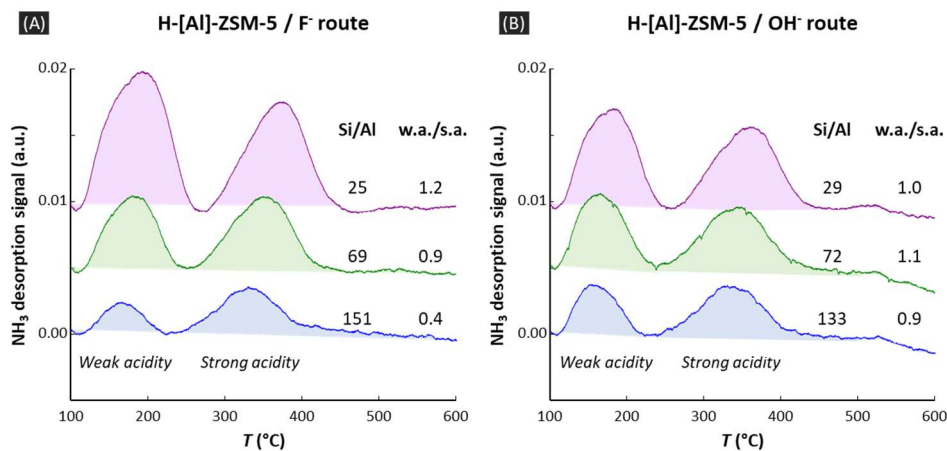 (A) H-[Al]-ZSM-5 / F- route
NH₃ desorption signal (a.u.)
0.02
0.01
0.00
Si/Al w.a./s.a.
25 1.2
69 0.9
151 0.4
Weak acidity Strong acidity
100 200 300 400 500 600
T (°C)
(B) H-[Al]-ZSM-5 / OH- route
NH₃ desorption signal (a.u.)
0.02
0.01
0.00
Si/Al w.a./s.a.
29 1.0
72 1.1
133 0.9
Weak acidity Strong acidity
100 200 300 400 500 600
T (°C)